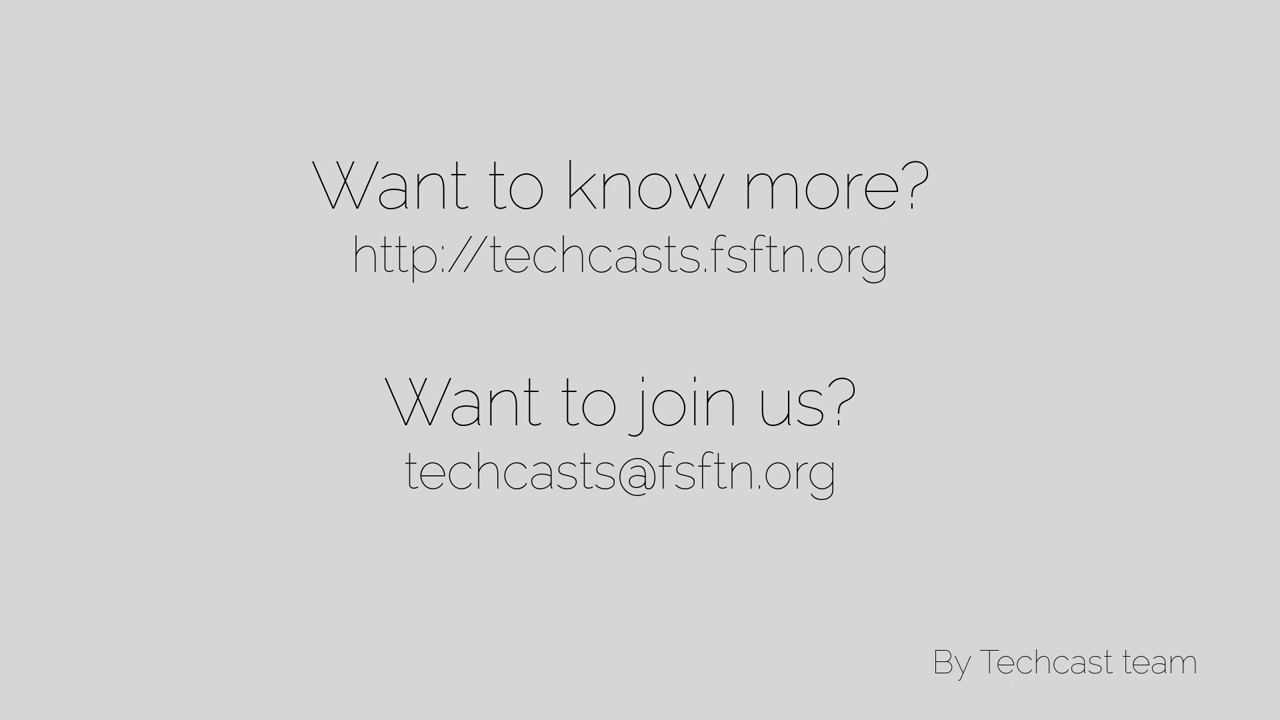 Want to know more?
http://techcasts.fsftn.org
Want to join us?
techcasts@fsftn.org
By Techcast team